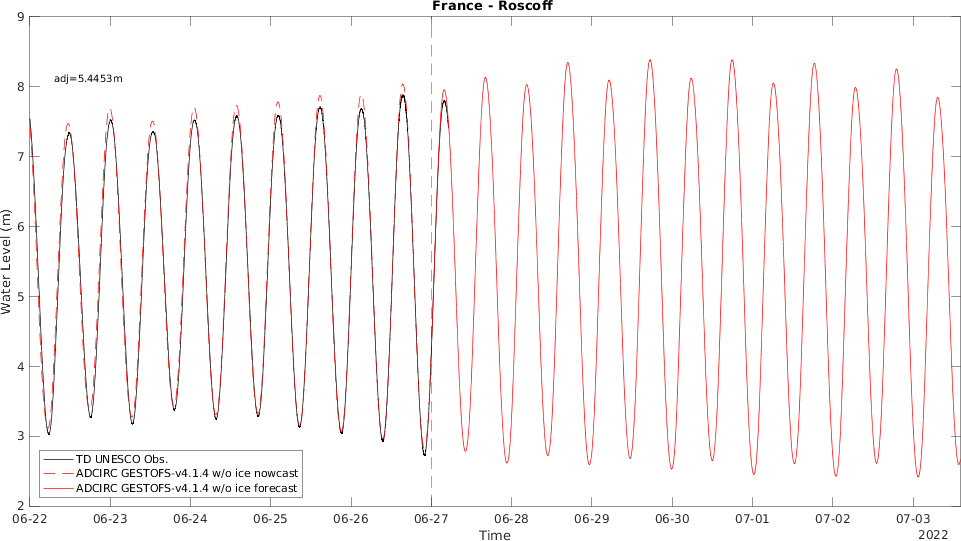 France - Roscoff
adj=5.4453m
Water Level (m)
9
8
7
6
5
4
3
2
TD UNESCO Obs.
ADCIRC GESTOFS-v4.1.4 w/o ice nowcast
ADCIRC GESTOFS-v4.1.4 w/o ice forecast
06-22 06-23 06-24 06-25 06-26 06-27 06-28 06-29 06-30 07-01 07-02 07-03
Time
2022